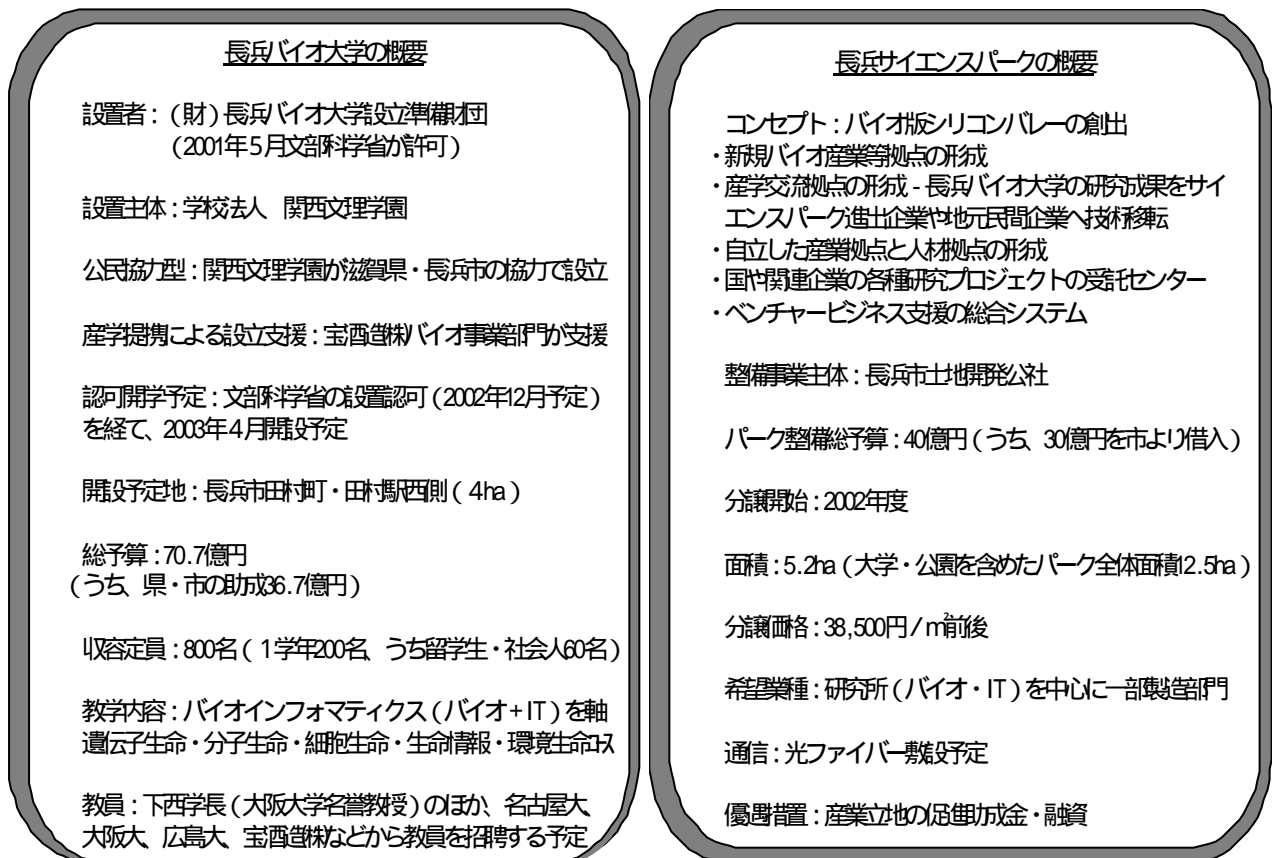 長浜バイオ大学の概要
設置者：（財）長浜バイオ大学設立準備財団
（2001年５月文部科学省が許可）
設置主体：学校法人　関西文理学園
公民協力型：関西文理学園が滋賀県・長浜市の協力で設立
産学提携による設立支援：宝酒造㈱バイオ事業部門が支援
認可開学予定：文部科学省の設置認可（2002年12月予定）
を経て、2003年４月開設予定
開設予定地：長浜市田村町・田村駅西側（４ha）
総予算：70.7億円
（うち、県・市の助成36.7億円）
収容定員：800名（１学年200名、うち留学生・社会人60名）
教学内容：バイオインフォマティクス（バイオ＋IT）を軸
遺伝子生命・分子生命・細胞生命・生命情報・環境生命ｺｰｽ
教員：下西学長（大阪大学名誉教授）のほか、名古屋大、
大阪大、広島大、宝酒造㈱などから教員を招聘する予定
長浜サイエンスパークの概要
コンセプト：バイオ版シリコンバレーの創出
・新規バイオ産業等拠点の形成
・産学交流拠点の形成－長浜バイオ大学の研究成果をサイ
エンスパーク進出企業や地元民間企業へ技術移転
・自立した産業拠点と人材拠点の形成
・国や関連企業の各種研究プロジェクトの受託センター
・ベンチャービジネス支援の総合システム
整備事業主体：長浜市土地開発公社
パーク整備総予算：40億円（うち、30億円を市より借入）
分譲開始：2002年度
面積：5.2ha（大学・公園を含めたパーク全体面積12.5ha）
分譲価格：38,500円／㎡前後
希望業種：研究所（バイオ・IT）を中心に一部製造部門
通信：光ファイバー敷設予定
優遇措置：産業立地の促進助成金・融資